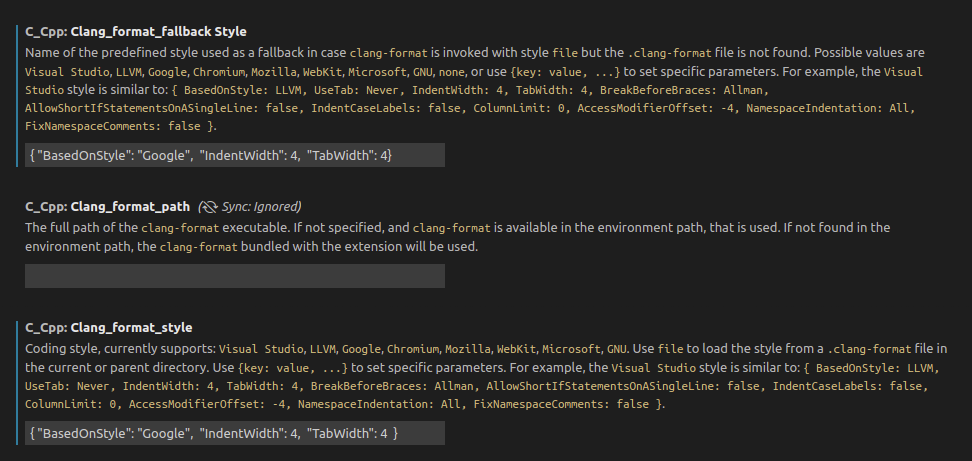 C_Cpp: Clang_format_fallback Style
Name of the predefined style used as a fallback in case clang-format is invoked with style file but the .clang-format file is not found. Possible values are
Visual Studio, LLVM, Google, Chromium, Mozilla, WebKit, Microsoft, GNU, none, or use {key: value, ...} to set specific parameters. For example, the Visual
Studio style is similar to: { BasedOnStyle: LLVM, UseTab: Never, IndentWidth: 4, TabWidth: 4, BreakBeforeBraces: Allman,
AllowShortIfStatementsOnASingleLine: false, IndentCaseLabels: false, ColumnLimit: 0, AccessModifierOffset: -4, NamespaceIndentation: All,
FixNamespaceComments: false }.
{ "BasedOnStyle": "Google", "IndentWidth": 4, "TabWidth": 4}
C_Cpp: Clang_format_path (Sync: Ignored)
The full path of the clang-format executable. If not specified, and clang-format is available in the environment path, that is used. If not found in the
environment path, the clang-format bundled with the extension will be used.
C_Cpp: Clang_format_style
Coding style, currently supports: Visual Studio, LLVM, Google, Chromium, Mozilla, WebKit, Microsoft, GNU. Use file to load the style from a .clang-format file in
the current or parent directory. Use {key: value, ...} to set specific parameters. For example, the Visual Studio style is similar to: { BasedOnStyle: LLVM,
UseTab: Never, IndentWidth: 4, TabWidth: 4, BreakBeforeBraces: Allman, AllowShortIfStatementsOnASingleLine: false, IndentCaseLabels: false,
ColumnLimit: 0, AccessModifierOffset: -4, NamespaceIndentation: All, FixNamespaceComments: false }.
{ "BasedOnStyle": "Google", "IndentWidth": 4, "TabWidth": 4 }